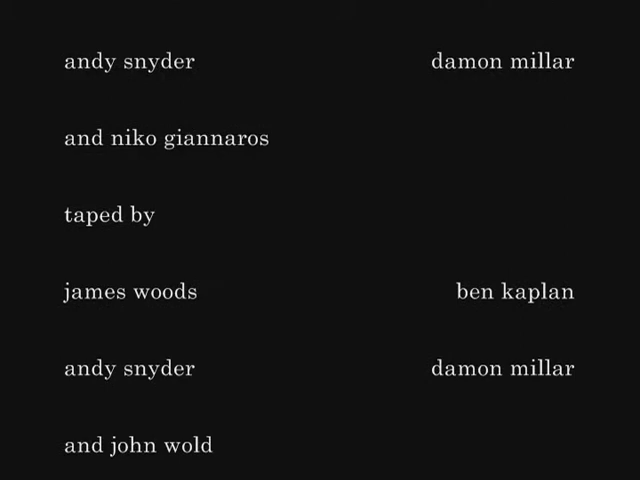 andy snyder damon millar
and niko giannaros
taped by
james woods ben kaplan
andy snyder damon millar
and john wold